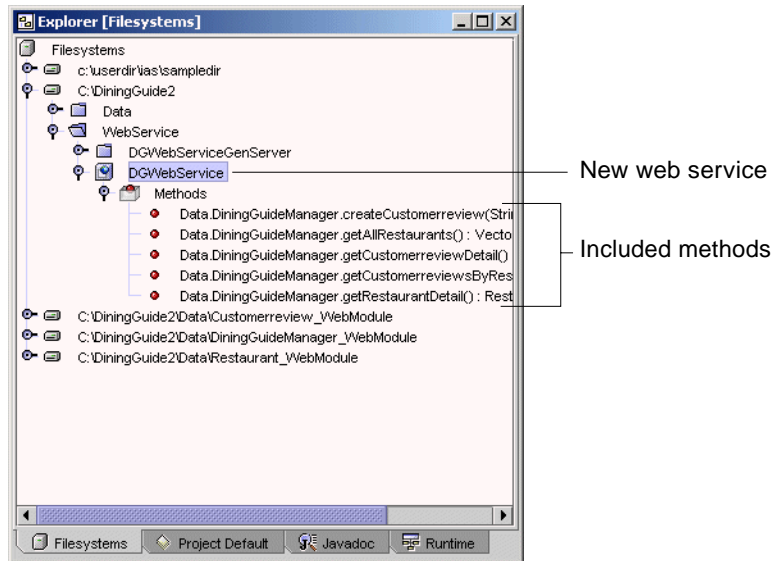 Explorer [Filesystems]
Filesystems
c:\userdir\ias\sampledir
C:\DiningGuide2
Data
WebService
DGWebServiceGenServer
DGWebService
New web service
Methods
Data.DiningGuideManager.createCustomerreview(Stri
Data.DiningGuideManager.getAllRestaurants() : Vecto
Included methods
Data.DiningGuideManager.getCustomerreviewDetail()
Data.DiningGuideManager.getCustomerreviewsByRes
Data.DiningGuideManager.getRestaurantDetail() : Rest
C:\DiningGuide2\Data\Customerreview_WebModule
C:\DiningGuide2\Data\DiningGuideManager_WebModule
C:\DiningGuide2\Data\Restaurant_WebModule
Filesystems
Project Default
Javadoc
Runtime